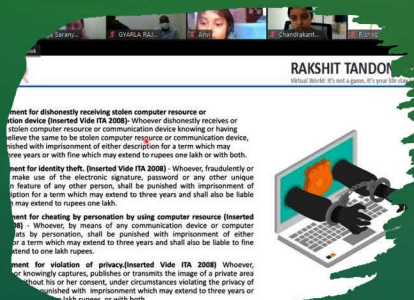 Sarany...
GYARLA RAJ...
Anvi
Chandrakant...
Rishiko
RAKSHIT TANDON
Virtual World: It's not a game, it's your life
ment for dishonestly receiving stolen computer resource or
ation device (Inserted Vide ITA 2008)- Whoever dishonestly receives or
stolen computer resource or communication device knowing or having
believe the same to be stolen computer resource or communication device,
nished with imprisonment of either description for a term which may
hree years or with fine which may extend to rupees one lakh or with both.
ment for identity theft. (Inserted Vide ITA 2008) - Whoever, fraudulently or
make use of the electronic signature, password or any other unique
n feature of any other person, shall be punished with imprisonment of
iption for a term which may extend to three years and shall also be liable
h may extend to rupees one lakh.
ment for cheating by personation by using computer resource (Inserted
08) - Whoever, by means of any communication device or computer
ats by personation, shall be punished with imprisonment of either
or a term which may extend to three years and shall also be liable to fine
xtend to one lakh rupees.
ment for violation of privacy.(Inserted Vide ITA 2008) Whoever,
or knowingly captures, publishes or transmits the image of a private area
ithout his or her consent, under circumstances violating the privacy of
punished with imprisonment which may extend to three years or
lakh rupees, or with both